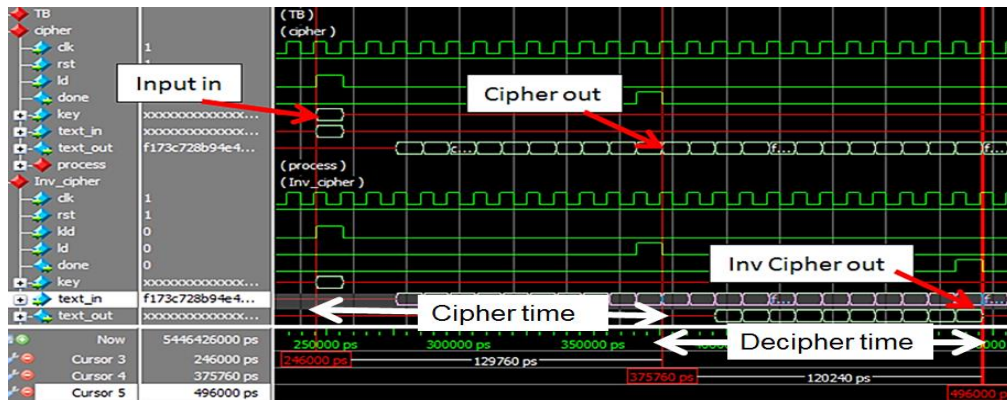 TB
(TB)
cipher
(cipher)
clk 1
rst 1
ld
done
key xxxxxxxxxxxxx...
text_in xxxxxxxxxxxxx...
text_out f173c728b94e4... c... f... f...
process (process)
Input in
Cipher out
Inv_cipher (Inv_cipher)
clk 1
rst 1
kld 0
ld 0
done 0
key xxxxxxxxxxxxx...
text_in f173c728b94e4... f... f...
text_out xxxxxxxxxxxxx...
Inv Cipher out
Cipher time
Decipher time
Now 5446426000 ps 250000 ps 300000 ps 350000 ps
Cursor 3 246000 ps 246000 ps 129760 ps
Cursor 4 375760 ps 375760 ps 120240 ps
Cursor 5 496000 ps 496000 ps